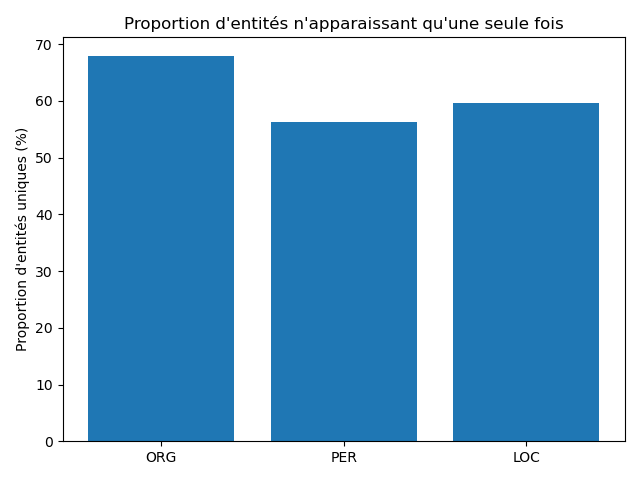 Proportion d'entités n'apparaissant qu'une seule fois
Proportion d'entités uniques (%)
70
60
50
40
30
20
10
0
ORG PER LOC